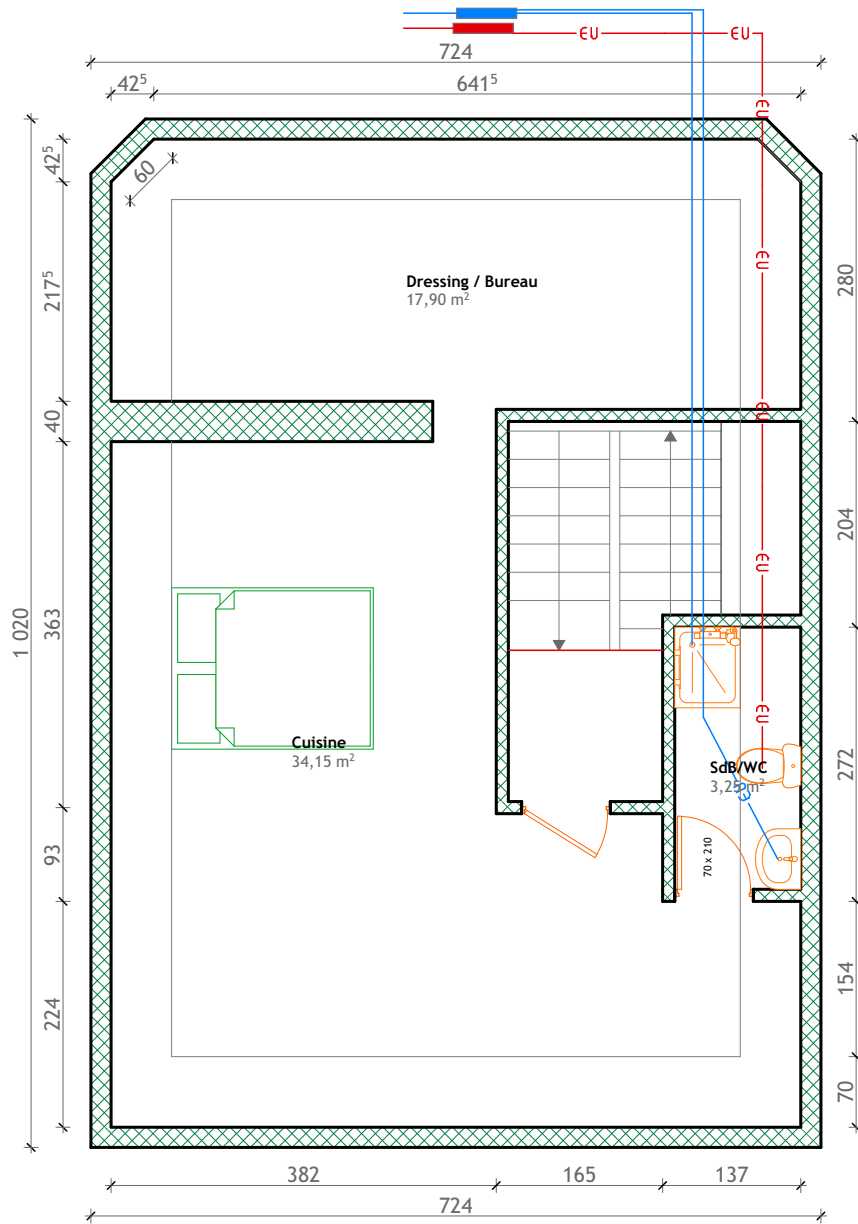 EU
EU
724
42⁵
641⁵
EU
42⁵
60
217⁵
EU
280
Dressing / Bureau
17,90 m²
40
EU
204
EU
1 020
363
EU
Cuisine
34,15 m²
SdB/WC
3,25 m²
272
93
70 x 210
224
154
70
382
165
137
724